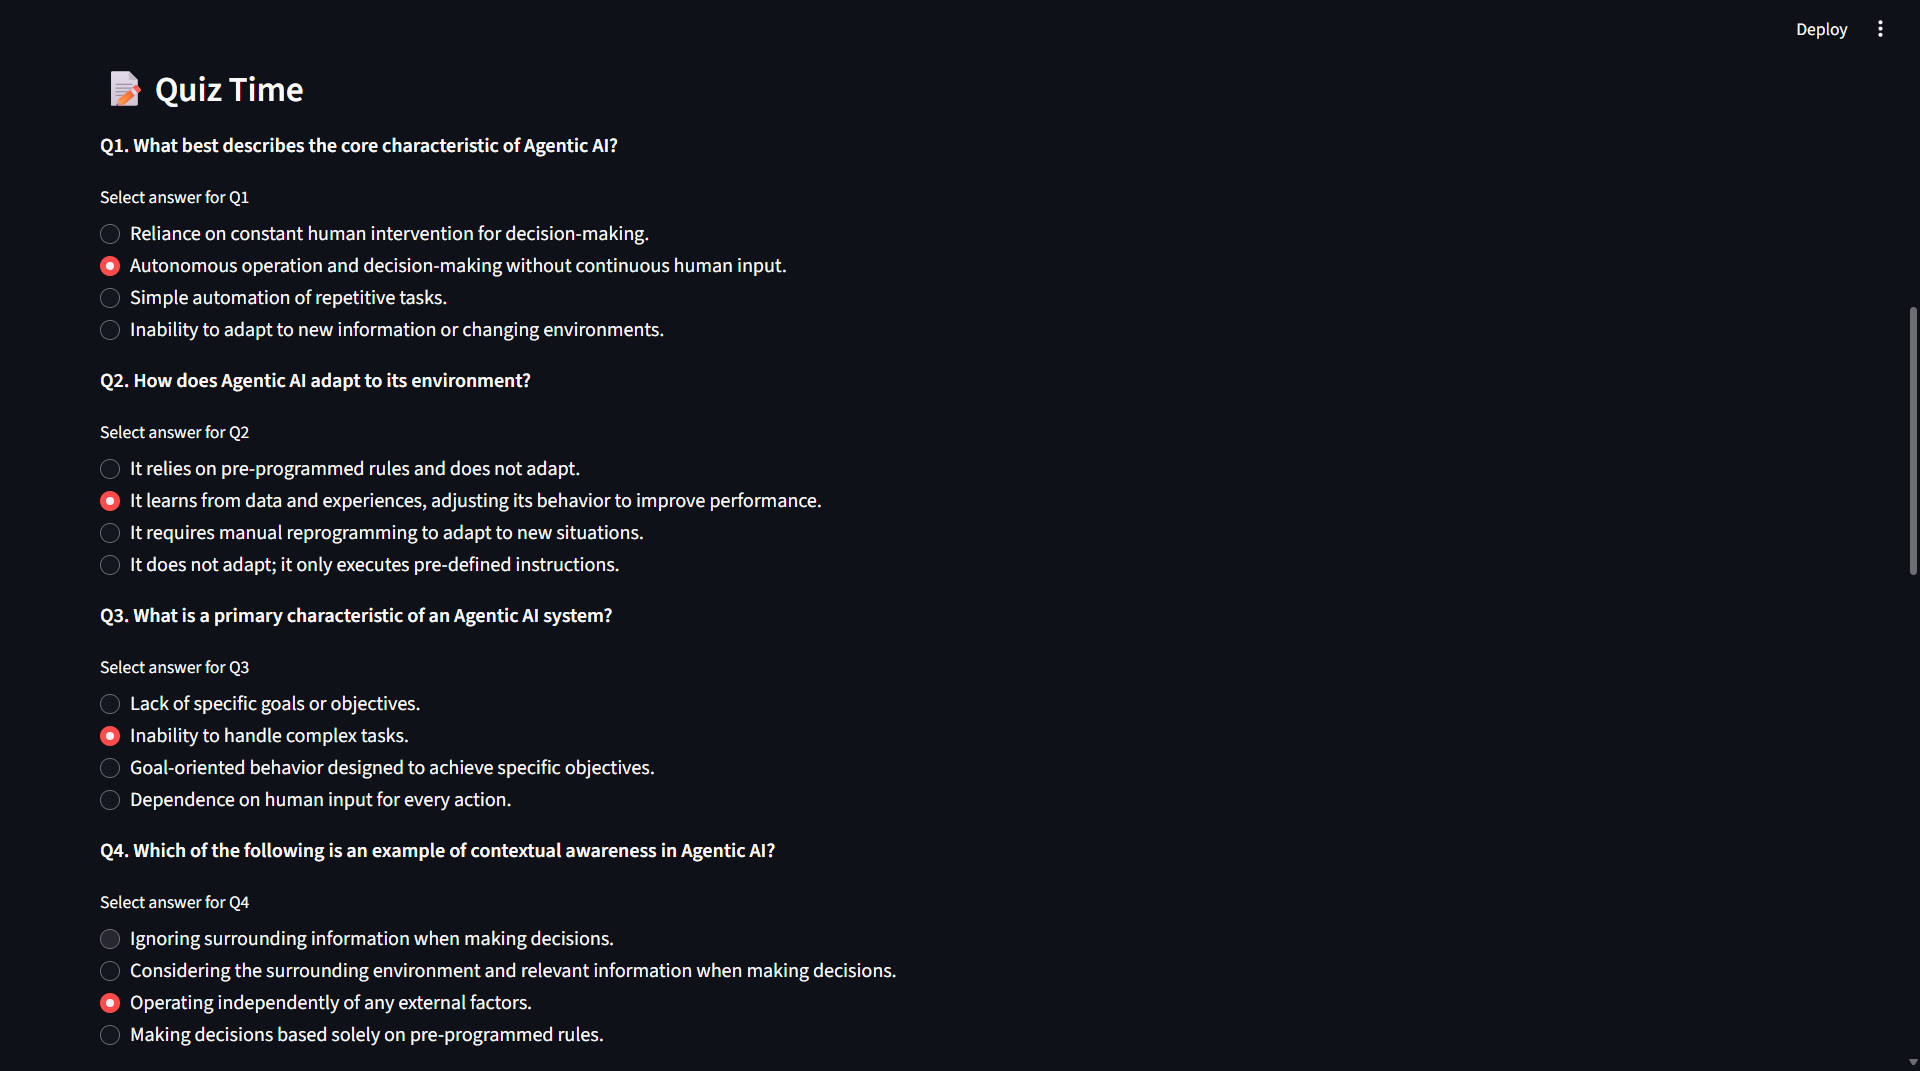 Deploy
Quiz Time
Q1. What best describes the core characteristic of Agentic AI?
Select answer for Q1
Reliance on constant human intervention for decision-making.
Autonomous operation and decision-making without continuous human input.
Simple automation of repetitive tasks.
Inability to adapt to new information or changing environments.
Q2. How does Agentic AI adapt to its environment?
Select answer for Q2
It relies on pre-programmed rules and does not adapt.
It learns from data and experiences, adjusting its behavior to improve performance.
It requires manual reprogramming to adapt to new situations.
It does not adapt; it only executes pre-defined instructions.
Q3. What is a primary characteristic of an Agentic AI system?
Select answer for Q3
Lack of specific goals or objectives.
Inability to handle complex tasks.
Goal-oriented behavior designed to achieve specific objectives.
Dependence on human input for every action.
Q4. Which of the following is an example of contextual awareness in Agentic AI?
Select answer for Q4
Ignoring surrounding information when making decisions.
Considering the surrounding environment and relevant information when making decisions.
Operating independently of any external factors.
Making decisions based solely on pre-programmed rules.